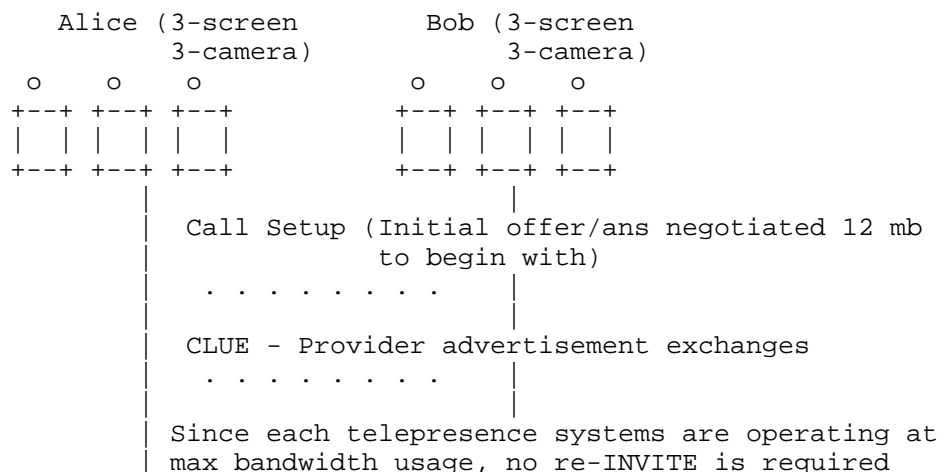 Alice (3-screen          Bob (3-screen
3-camera)                3-camera)
o     o     o              o     o     o
+--+  +--+  +--+           +--+  +--+  +--+
|  |  |  |  |  |           |  |  |  |  |  |
+--+  +--+  +--+           +--+  +--+  +--+
|                          |
| Call Setup (Initial offer/ans negotiated 12 mb
| to begin with)
| . . . . . . . . |
| |
| CLUE - Provider advertisement exchanges
| . . . . . . . . |
| |
| Since each telepresence systems are operating at
| max bandwidth usage, no re-INVITE is required